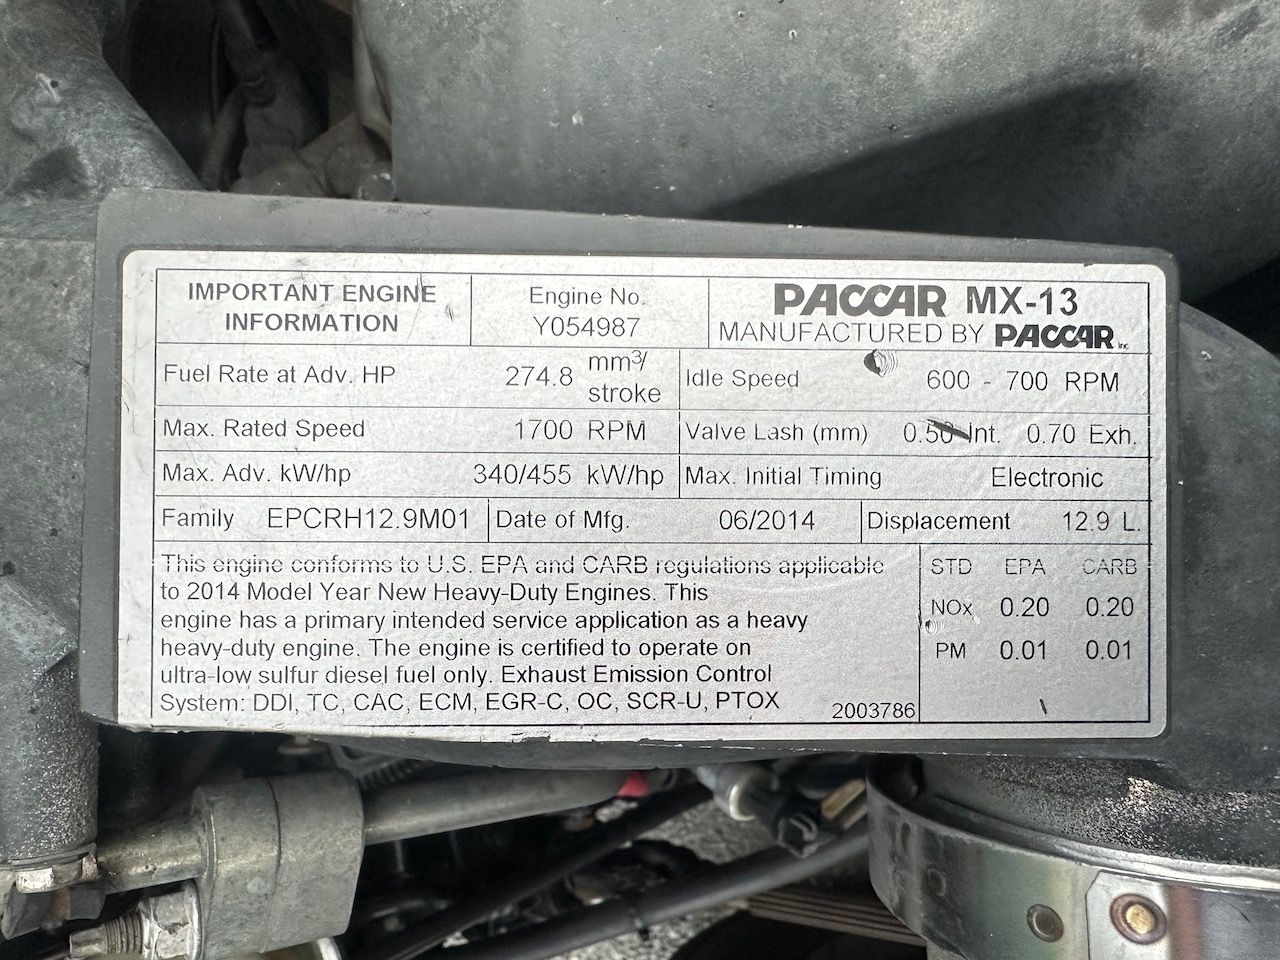 IMPORTANT ENGINE
INFORMATION
Engine No.
Y054987
PACCAR MX-13
MANUFACTURED BY PACCAR Inc
Fuel Rate at Adv. HP 274.8 mm3/
stroke
Idle Speed 600 - 700 RPM
Max. Rated Speed 1700 RPM
Valve Lash (mm) 0.50 Int. 0.70 Exh.
Max. Adv. kW/hp 340/455 kW/hp
Max. Initial Timing Electronic
Family EPCRH12.9M01
Date of Mfg. 06/2014
Displacement 12.9 L.
This engine conforms to U.S. EPA and CARB regulations applicable
to 2014 Model Year New Heavy-Duty Engines. This
engine has a primary intended service application as a heavy
heavy-duty engine. The engine is certified to operate on
ultra-low sulfur diesel fuel only. Exhaust Emission Control
System: DDI, TC, CAC, ECM, EGR-C, OC, SCR-U, PTOX
2003786
STD EPA CARB
NOx 0.20 0.20
PM 0.01 0.01